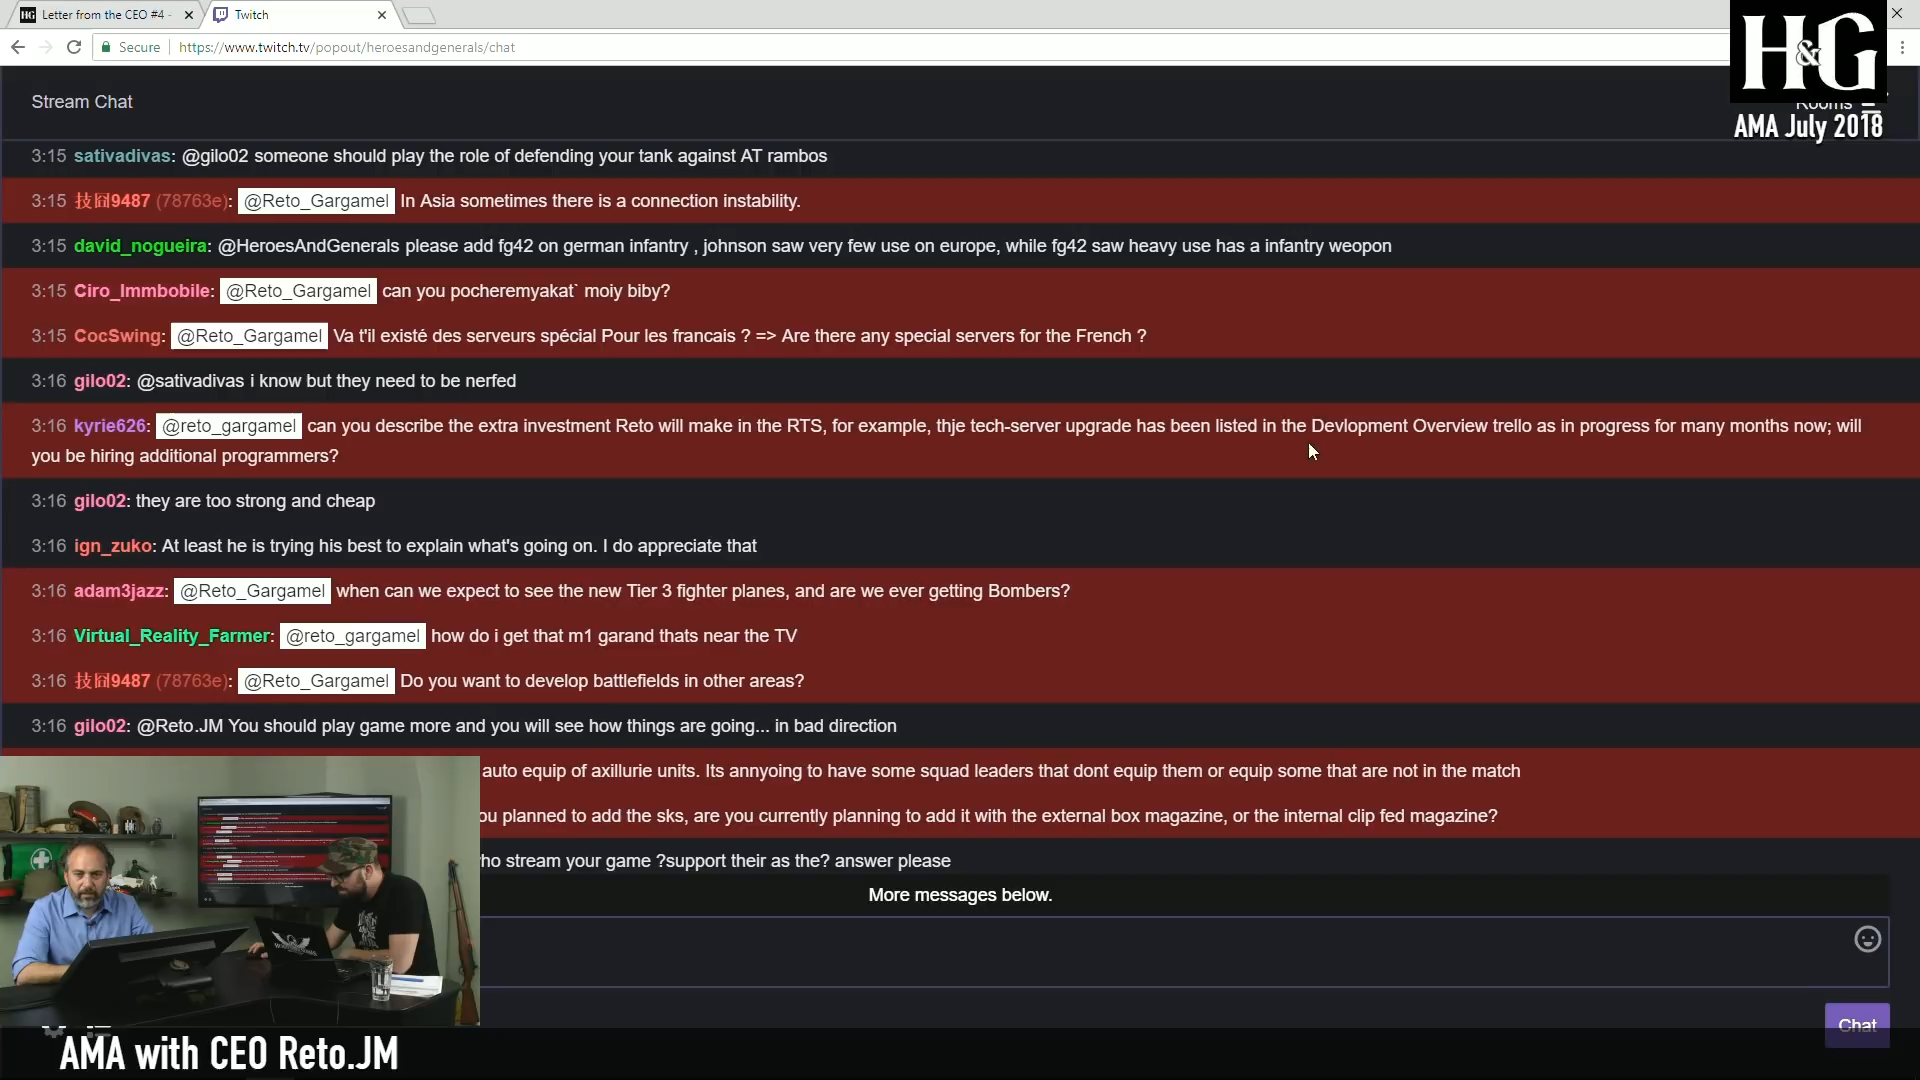 Letter from the CEO #4 -
Twitch
Secure
https://www.twitch.tv/popout/heroesandgenerals/chat
H&G
Stream Chat
Rooms
AMA July 2018
3:15 sativadivas: @gilo02 someone should play the role of defending your tank against AT rambos
3:15 技囧9487 (78763e): @Reto_Gargamel In Asia sometimes there is a connection instability.
3:15 david_nogueira: @HeroesAndGenerals please add fg42 on german infantry , johnson saw very few use on europe, while fg42 saw heavy use has a infantry weopon
3:15 Ciro_Immbobile: @Reto_Gargamel can you pocheremyakat` moiy biby?
3:15 CocSwing: @Reto_Gargamel Va t'il existé des serveurs spécial Pour les francais ? => Are there any special servers for the French ?
3:16 gilo02: @sativadivas i know but they need to be nerfed
3:16 kyrie626: @reto_gargamel can you describe the extra investment Reto will make in the RTS, for example, thje tech-server upgrade has been listed in the Devlopment Overview trello as in progress for many months now; will
you be hiring additional programmers?
3:16 gilo02: they are too strong and cheap
3:16 ign_zuko: At least he is trying his best to explain what's going on. I do appreciate that
3:16 adam3jazz: @Reto_Gargamel when can we expect to see the new Tier 3 fighter planes, and are we ever getting Bombers?
3:16 Virtual_Reality_Farmer: @reto_gargamel how do i get that m1 garand thats near the TV
3:16 技囧9487 (78763e): @Reto_Gargamel Do you want to develop battlefields in other areas?
3:16 gilo02: @Reto.JM You should play game more and you will see how things are going... in bad direction
auto equip of axillurie units. Its annyoing to have some squad leaders that dont equip them or equip some that are not in the match
ou planned to add the sks, are you currently planning to add it with the external box magazine, or the internal clip fed magazine?
ho stream your game ?support their as the? answer please
More messages below.
Chat
AMA with CEO Reto.JM